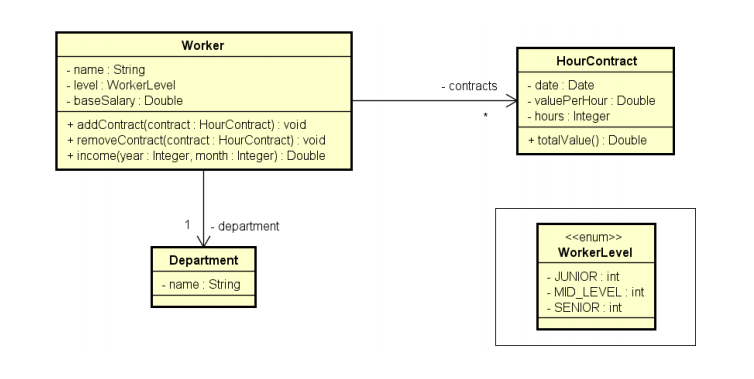 Worker
- name : String
- level : WorkerLevel
- baseSalary : Double
+ addContract(contract : HourContract) : void
+ removeContract(contract : HourContract) : void
+ income(year : Integer, month : Integer) : Double
- contracts
*
HourContract
- date : Date
- valuePerHour : Double
- hours : Integer
+ totalValue() : Double
1
- department
Department
- name : String
<<enum>>
WorkerLevel
- JUNIOR : int
- MID_LEVEL : int
- SENIOR : int